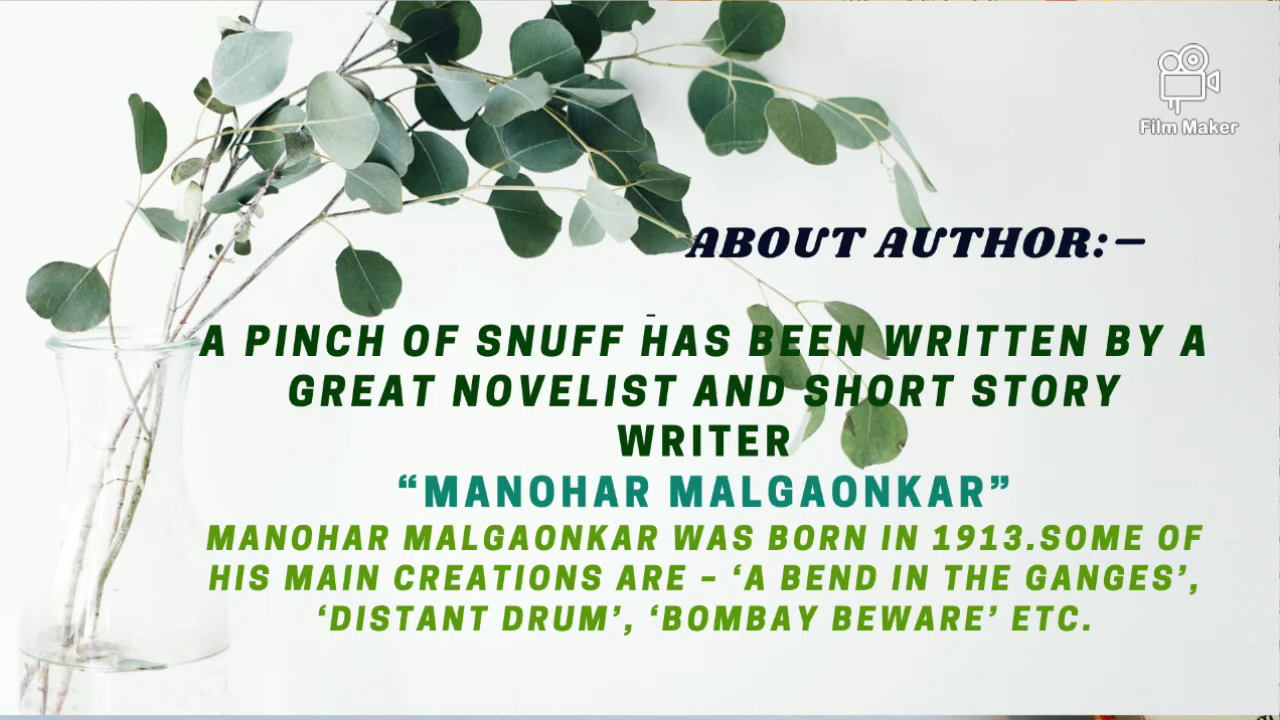 Film Maker
ABOUT AUTHOR:–
–
A PINCH OF SNUFF HAS BEEN WRITTEN BY A
GREAT NOVELIST AND SHORT STORY
WRITER
“MANOHAR MALGAONKAR”
MANOHAR MALGAONKAR WAS BORN IN 1913.SOME OF
HIS MAIN CREATIONS ARE – ‘A BEND IN THE GANGES’,
‘DISTANT DRUM’, ‘BOMBAY BEWARE’ ETC.